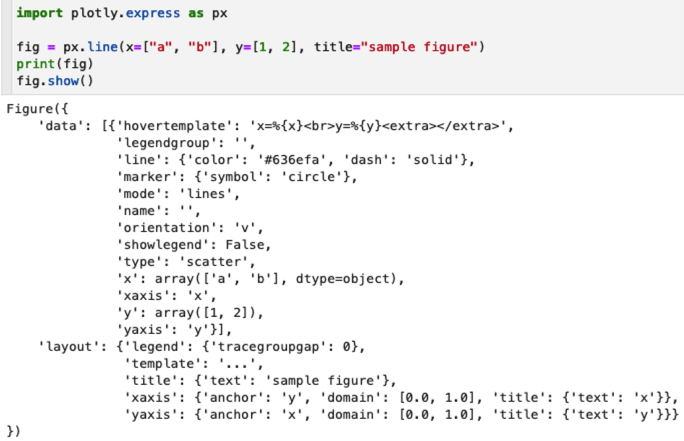 import plotly.express as px
fig = px.line(x=["a", "b"], y=[1, 2], title="sample figure")
print(fig)
fig.show()
Figure({
    'data': [{'hovertemplate': 'x=%{x}<br>y=%{y}<extra></extra>',
              'legendgroup': '',
              'line': {'color': '#636efa', 'dash': 'solid'},
              'marker': {'symbol': 'circle'},
              'mode': 'lines',
              'name': '',
              'orientation': 'v',
              'showlegend': False,
              'type': 'scatter',
              'x': array(['a', 'b'], dtype=object),
              'xaxis': 'x',
              'y': array([1, 2]),
              'yaxis': 'y'}],
    'layout': {'legend': {'tracegroupgap': 0},
               'template': '...',
               'title': {'text': 'sample figure'},
               'xaxis': {'anchor': 'y', 'domain': [0.0, 1.0], 'title': {'text': 'x'}},
               'yaxis': {'anchor': 'x', 'domain': [0.0, 1.0], 'title': {'text': 'y'}}}
})